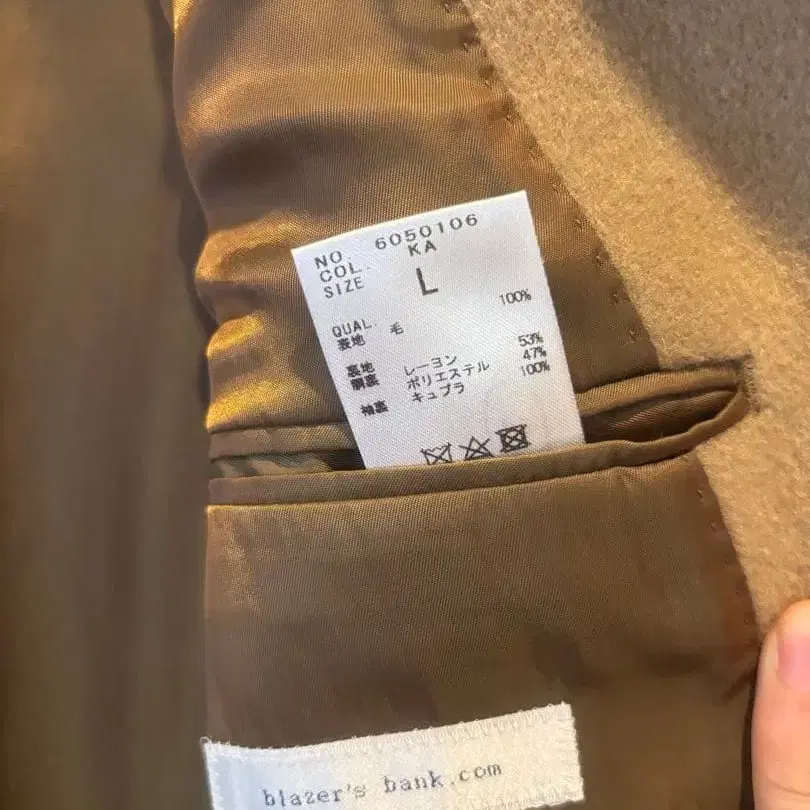 NO. 6050106
COL. KA
SIZE L
QUAL. 100%
表地 毛
裏地 レーヨン 53%
胴裏 ポリエステル 47%
袖裏 キュプラ 100%
blazer's bank.com